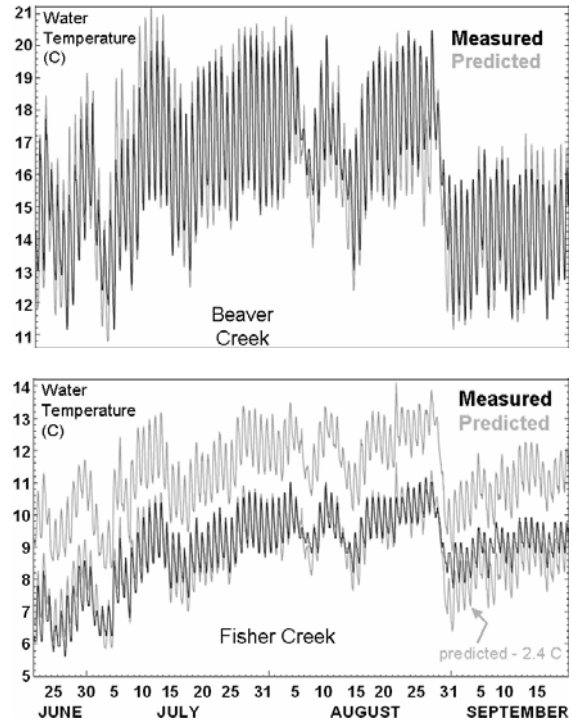 21
20
19
18
17
16
15
14
13
12
11
Water
Temperature
(C)
Measured
Predicted
Beaver
Creek
14
13
12
11
10
9
8
7
6
5
Water
Temperature
(C)
Measured
Predicted
Fisher Creek
predicted - 2.4 C
25 30 5 10 15 20 25 31 5 10 15 20 25 31 5 10 15
JUNE JULY AUGUST SEPTEMBER